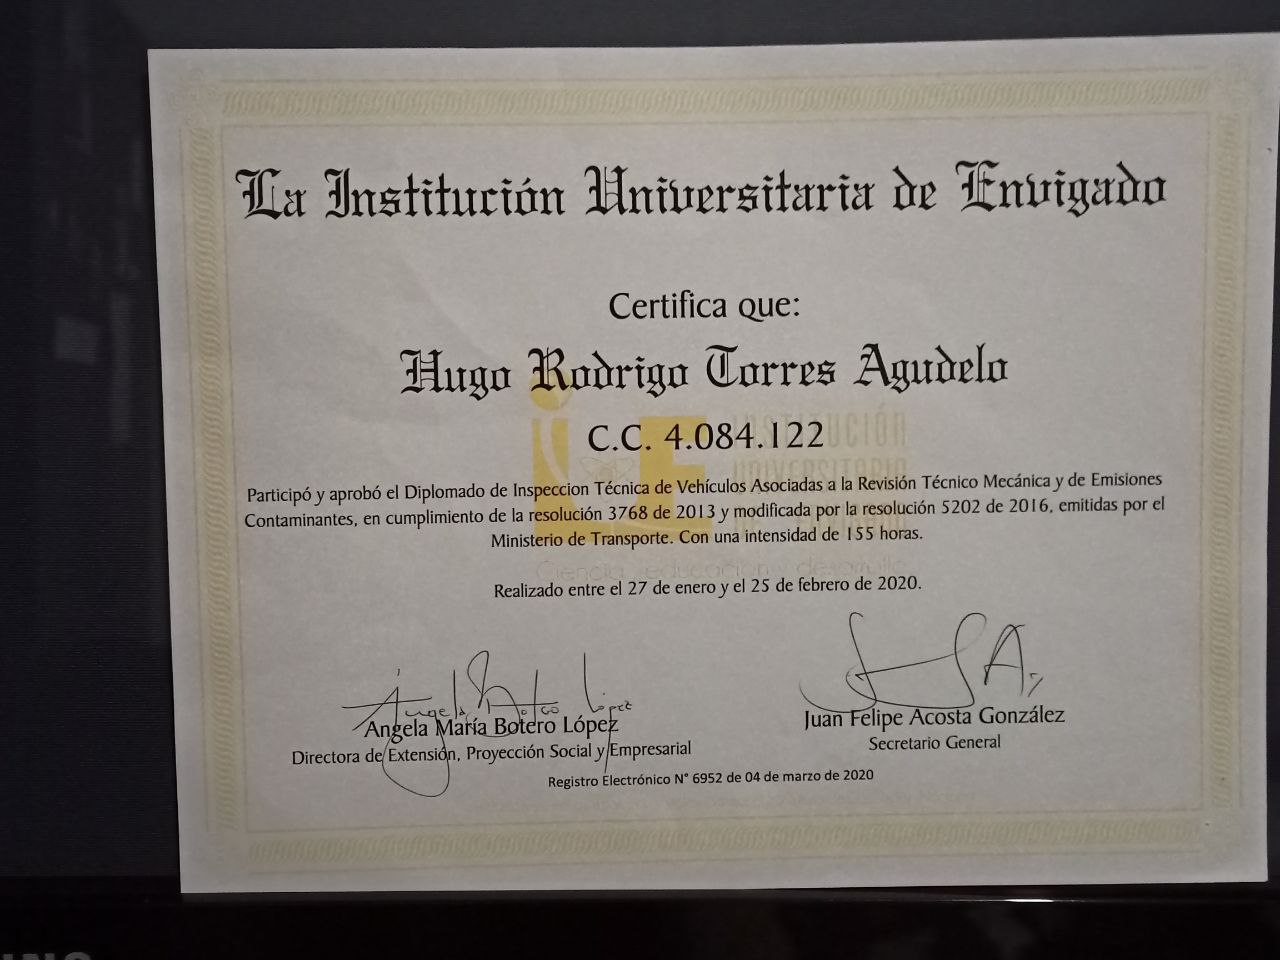 La Institución Universitaria de Envigado
Certifica que:
Hugo Rodrigo Torres Agudelo
C.C. 4.084.122
INSTITUCIÓN
UNIVERSITARIA
DE ENVIGADO
Participó y aprobó el Diplomado de Inspeccion Técnica de Vehículos Asociadas a la Revisión Técnico Mecánica y de Emisiones
Contaminantes, en cumplimiento de la resolución 3768 de 2013 y modificada por la resolución 5202 de 2016, emitidas por el
Ministerio de Transporte. Con una intensidad de 155 horas.
Ciencia, educación y desarrollo
Realizado entre el 27 de enero y el 25 de febrero de 2020.
Angela Botero López
Angela María Botero López
Directora de Extensión, Proyección Social y Empresarial
Juan Felipe Acosta González
Secretario General
Registro Electrónico N° 6952 de 04 de marzo de 2020